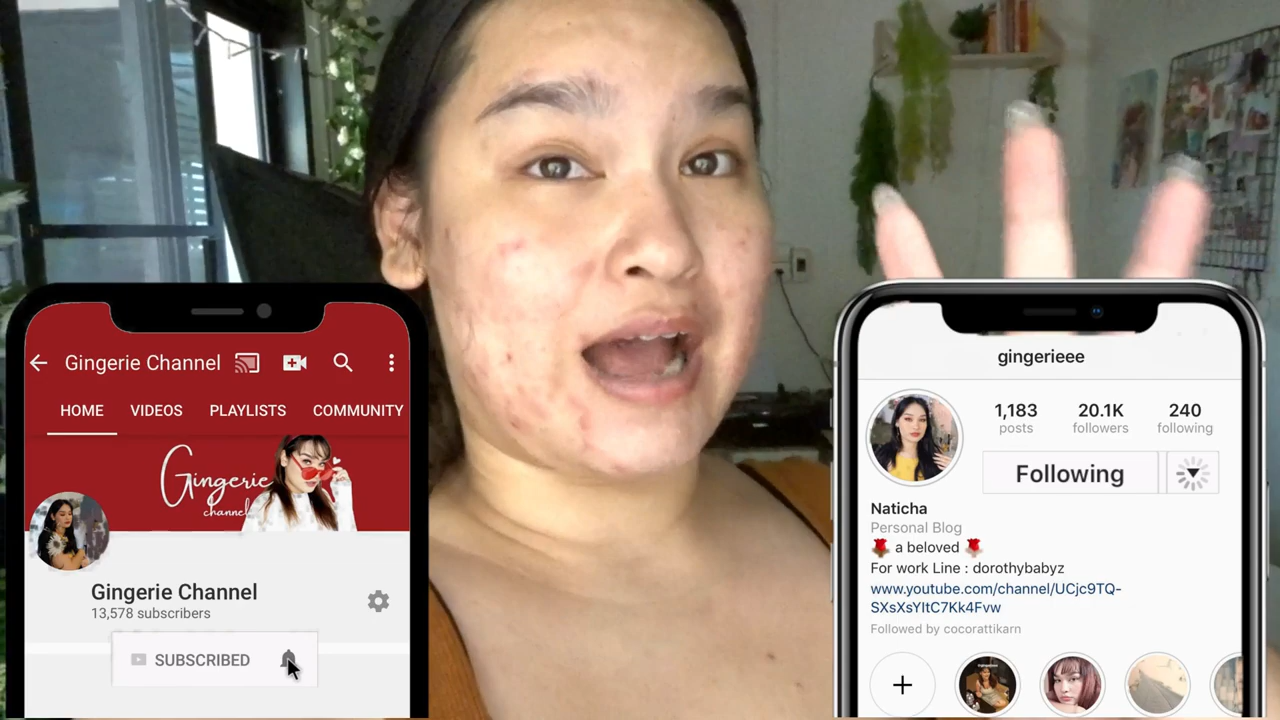 Gingerie Channel
HOME VIDEOS PLAYLISTS COMMUNITY
Gingerie
channel
Gingerie Channel
13,578 subscribers
SUBSCRIBED
gingerieee
1,183 20.1K 240
posts followers following
Following
Naticha
Personal Blog
🌹 a beloved 🌹
For work Line : dorothybabyz
www.youtube.com/channel/UCjc9TQ-
SXsXsYItC7Kk4Fvw
Followed by cocorattikarn